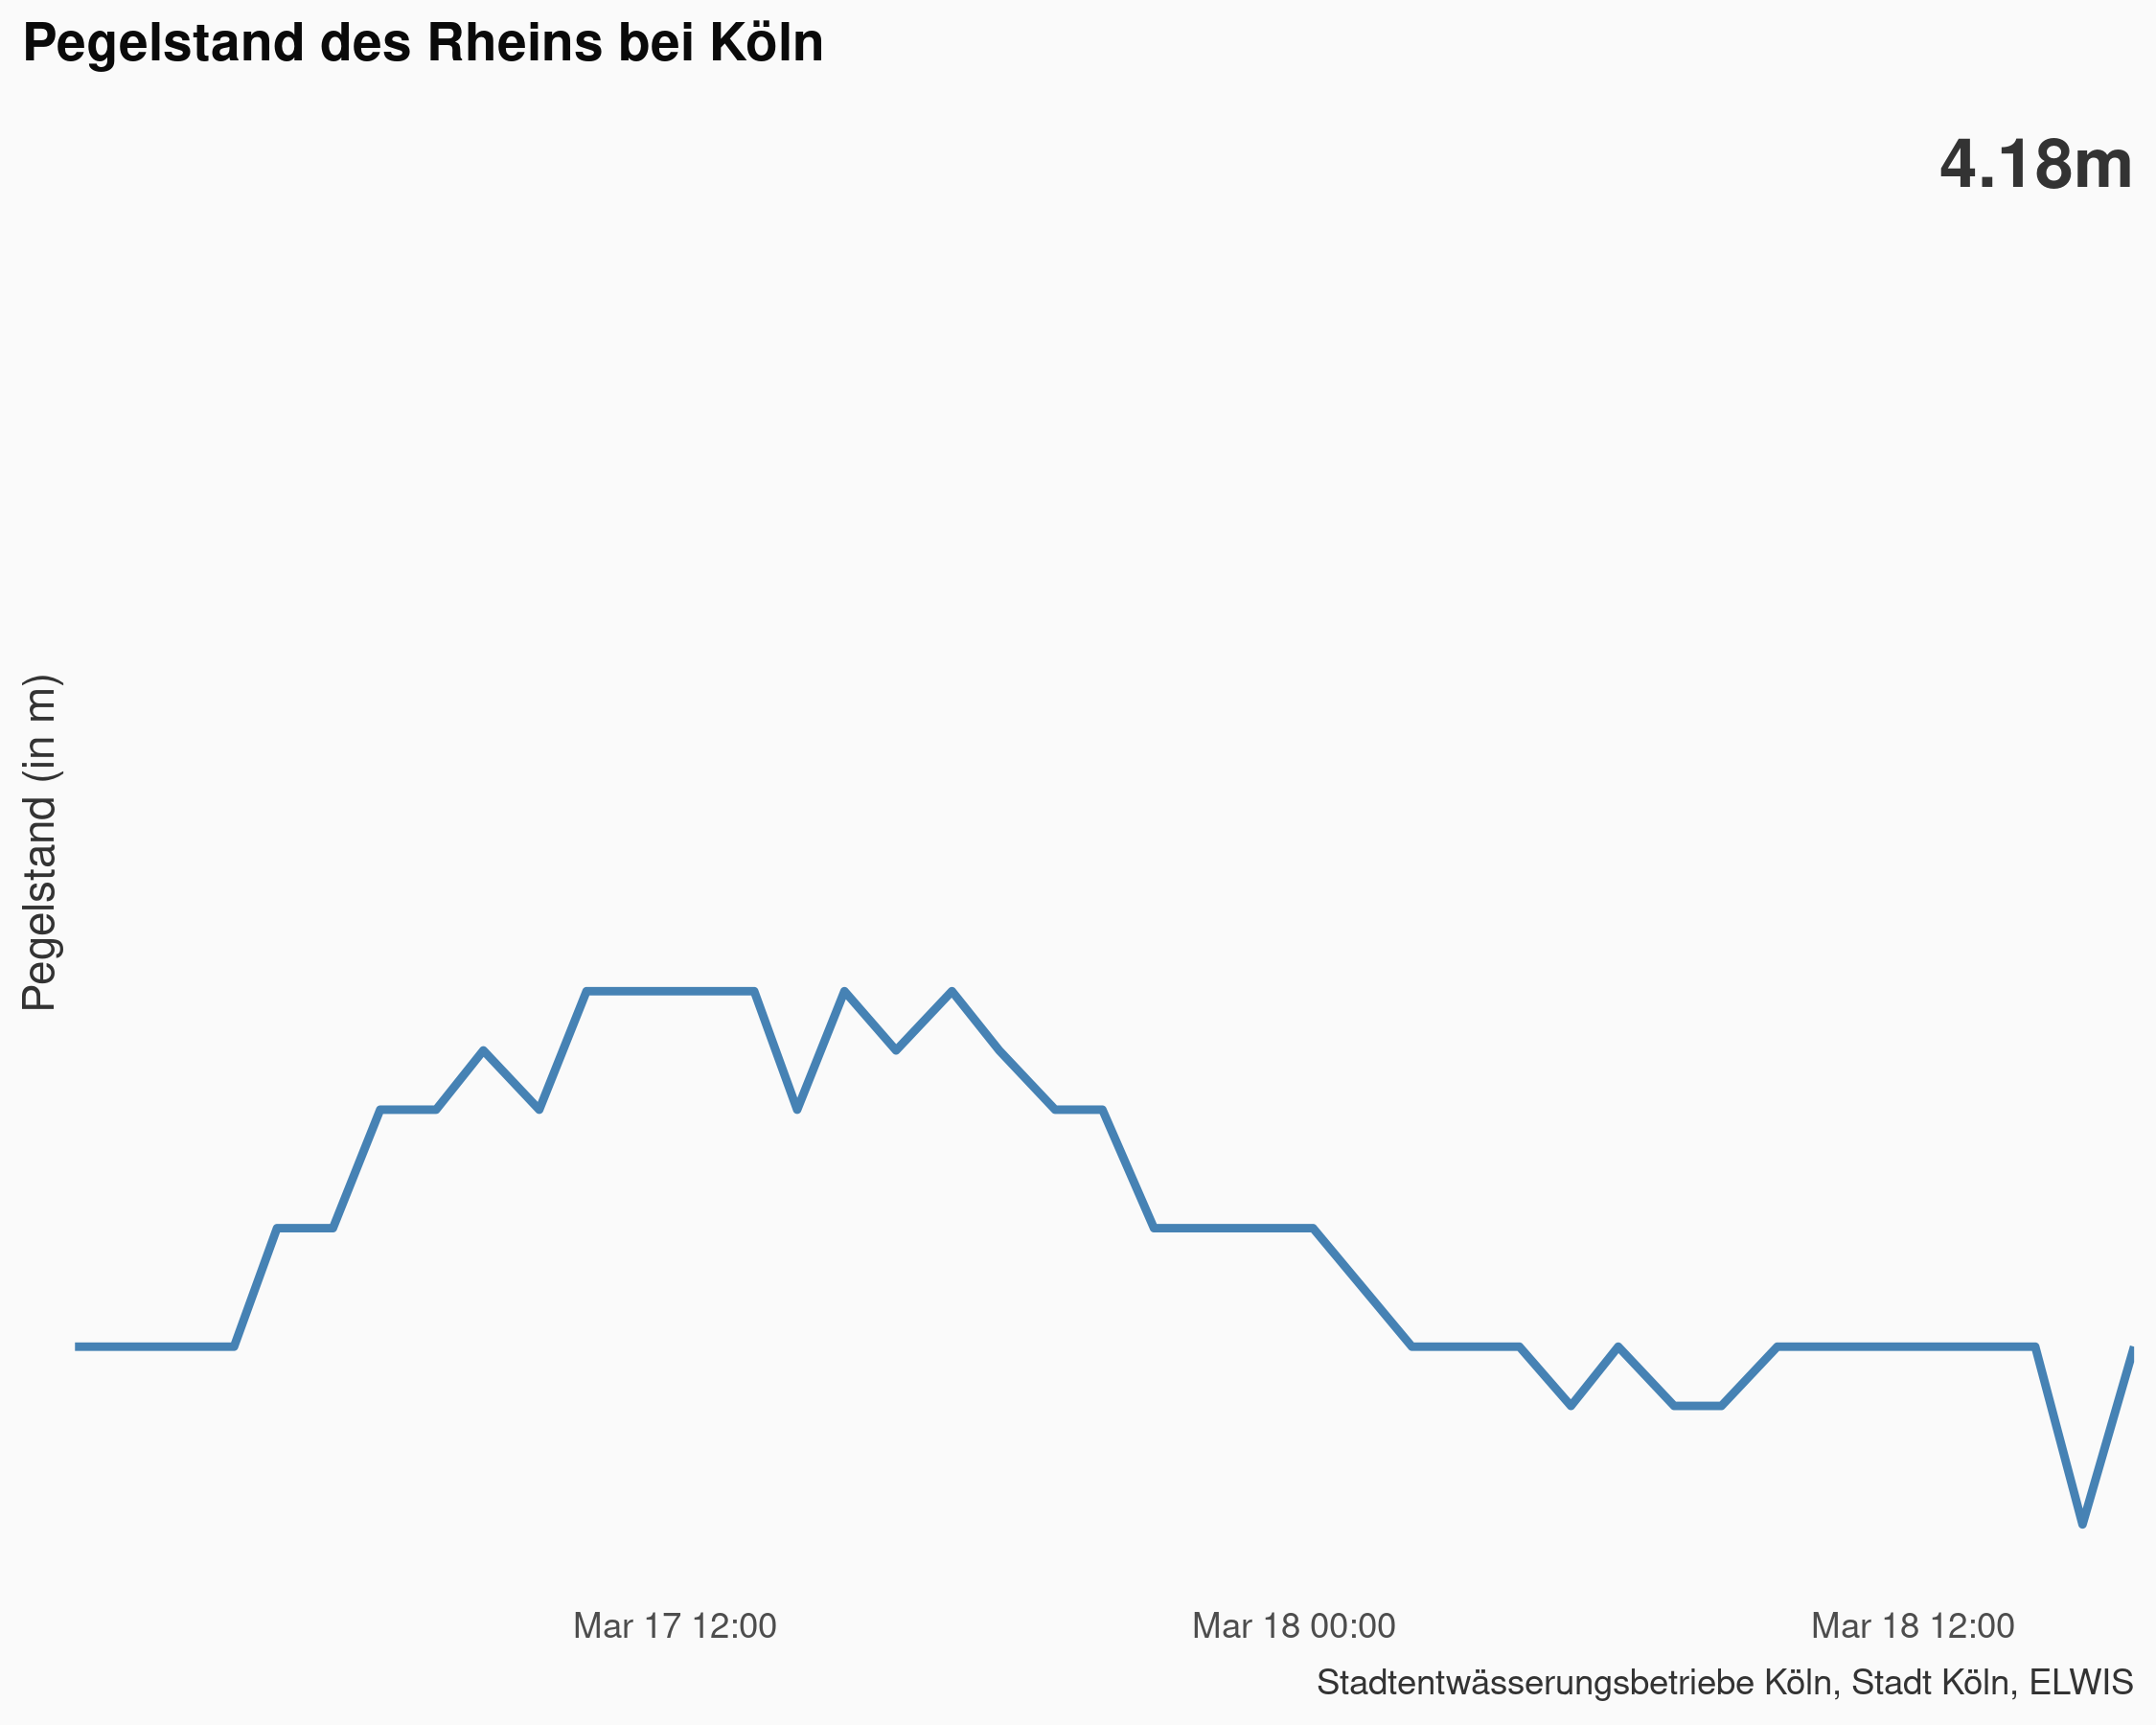 Pegelstand des Rheins bei Köln
4.18m
Pegelstand (in m)
Mar 17 12:00
Mar 18 00:00
Mar 18 12:00
Stadtentwässerungsbetriebe Köln, Stadt Köln, ELWIS